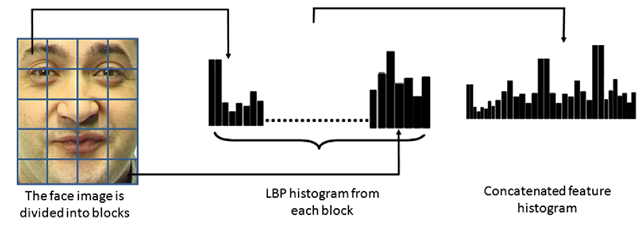 The face image is
divided into blocks
LBP histogram from
each block
Concatenated feature
histogram